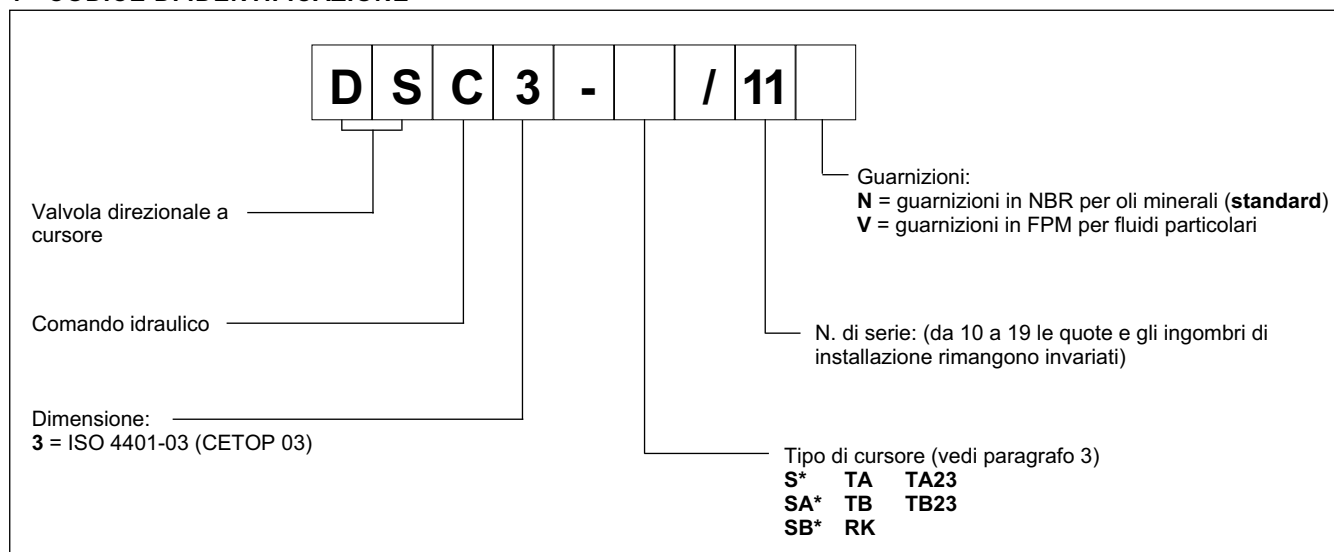 D S C 3 - / 11
Guarnizioni:
N = guarnizioni in NBR per oli minerali (standard)
V = guarnizioni in FPM per fluidi particolari
Valvola direzionale a
cursore
Comando idraulico
N. di serie: (da 10 a 19 le quote e gli ingombri di
installazione rimangono invariati)
Dimensione:
3 = ISO 4401-03 (CETOP 03)
Tipo di cursore (vedi paragrafo 3)
S* TA TA23
SA* TB TB23
SB* RK